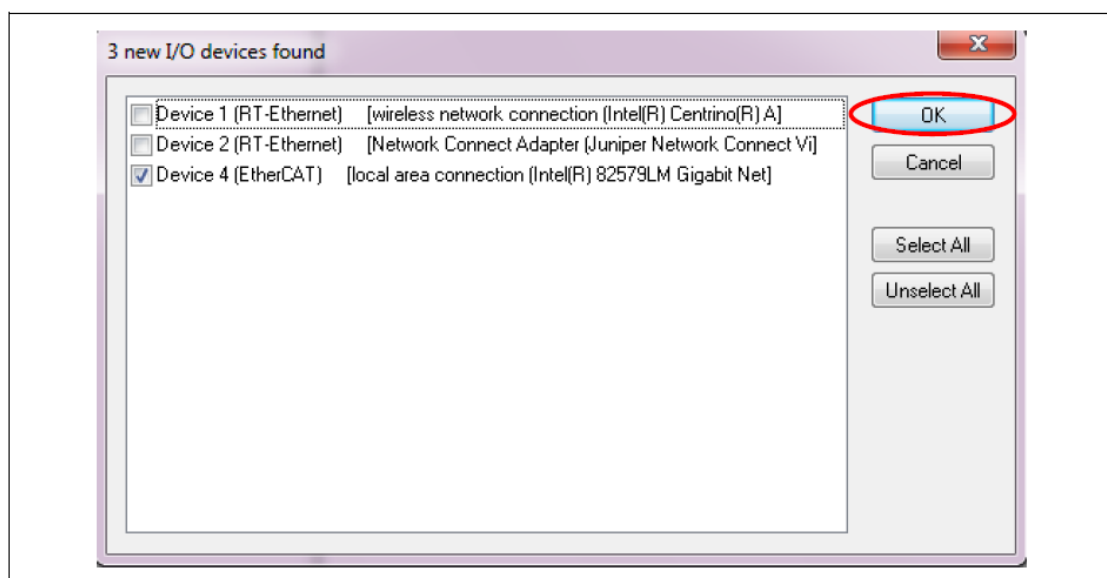 3 new I/O devices found
Device 1 (RT-Ethernet) [wireless network connection (Intel(R) Centrino(R) A]
Device 2 (RT-Ethernet) [Network Connect Adapter (Juniper Network Connect Vi]
Device 4 (EtherCAT) [local area connection (Intel(R) 82579LM Gigabit Net]
OK
Cancel
Select All
Unselect All